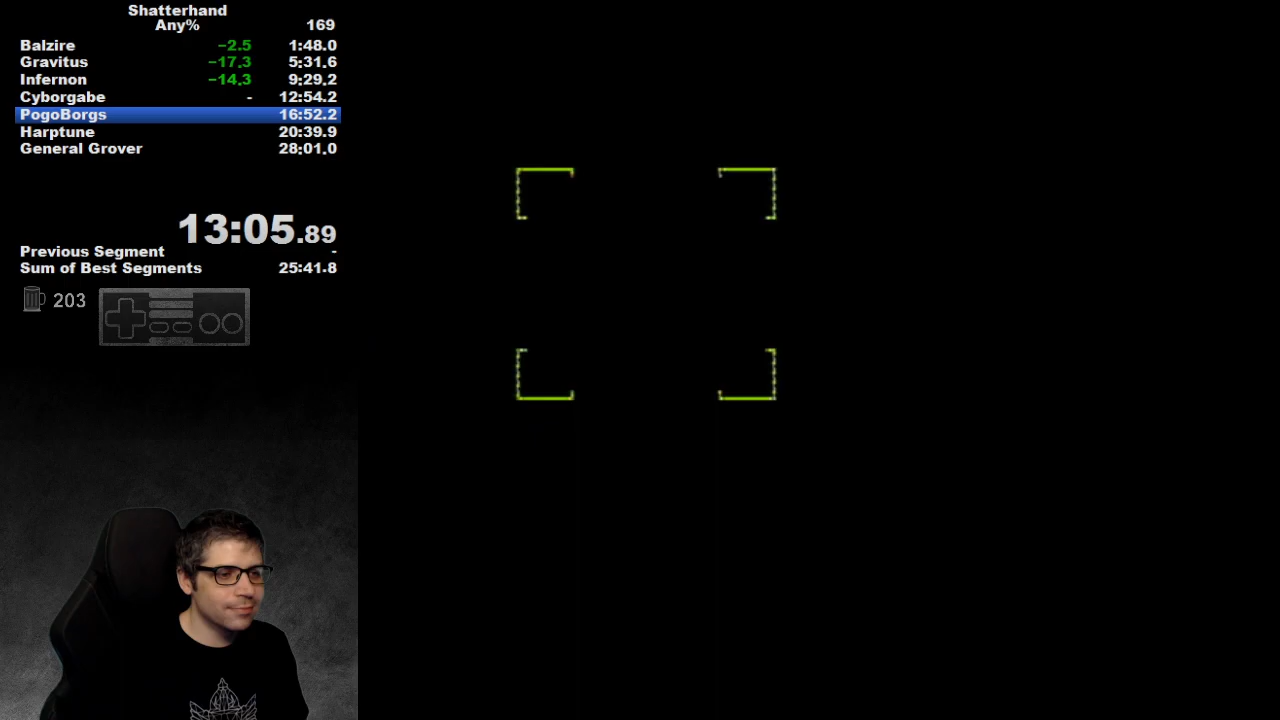 Shatterhand
Any% 169
Balzire −2.5 1:48.0
Gravitus −17.3 5:31.6
Infernon −14.3 9:29.2
Cyborgabe - 12:54.2
PogoBorgs 16:52.2
Harptune 20:39.9
General Grover 28:01.0
13:05.89
Previous Segment -
Sum of Best Segments 25:41.8
203